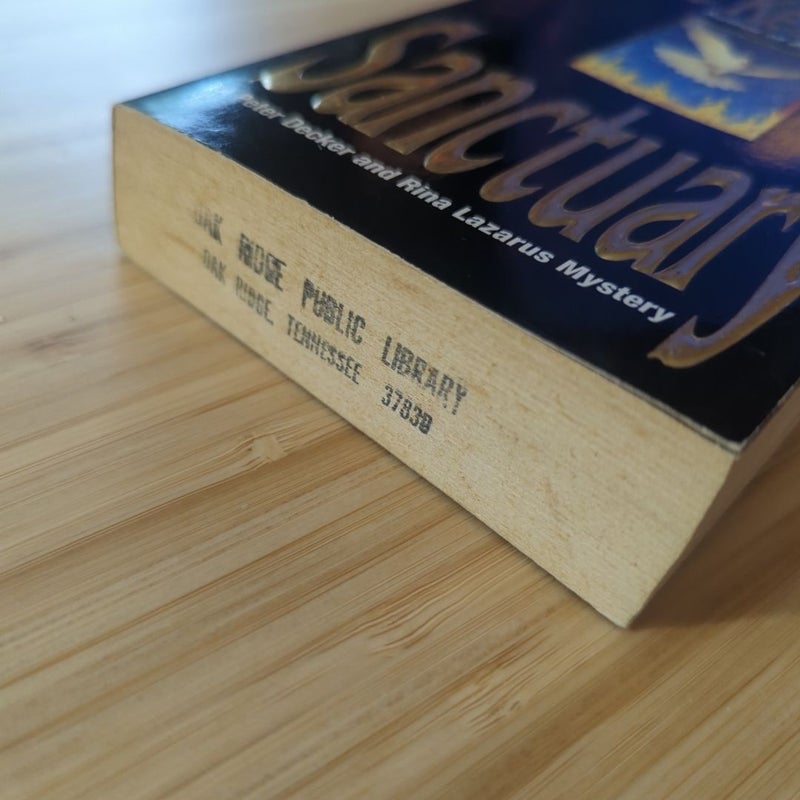 Sanctuary
Peter Decker and Rina Lazarus Mystery
OAK RIDGE PUBLIC LIBRARY
OAK RIDGE, TENNESSEE 37830